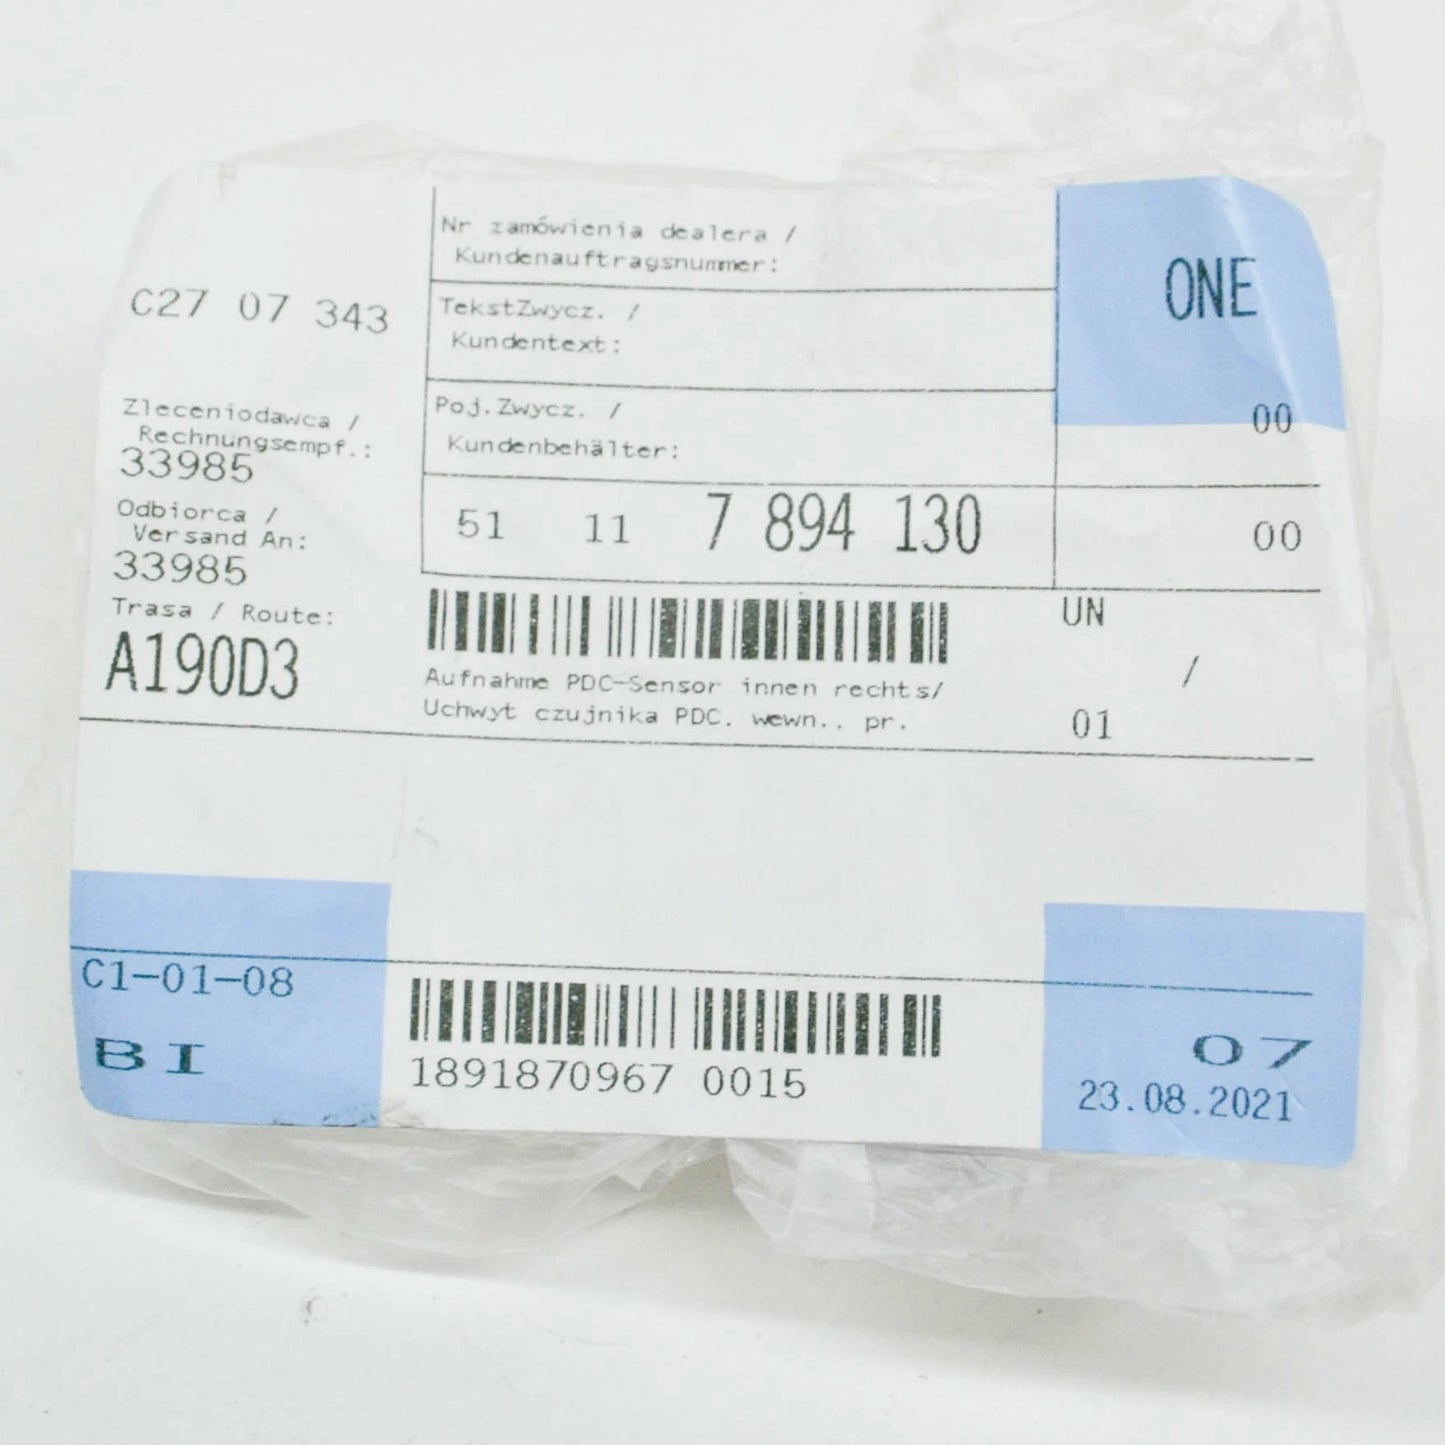 C27 07 343
Zleceniodawca /
Rechnungsempf.:
33985
Odbiorca /
Versand An:
33985
Trasa / Route:
A190D3
Nr zamówienia dealera /
Kundenauftragsnummer:
TekstZwycz. /
Kundentext:
Poj.Zwycz. /
Kundenbehälter:
51 11 7 894 130
Aufnahme PDC-Sensor innen rechts/
Uchwyt czujnika PDC. wewn.. pr.
ONE
00
00
UN
/
01
C1-01-08
BI
1891870967 0015
07
23.08.2021